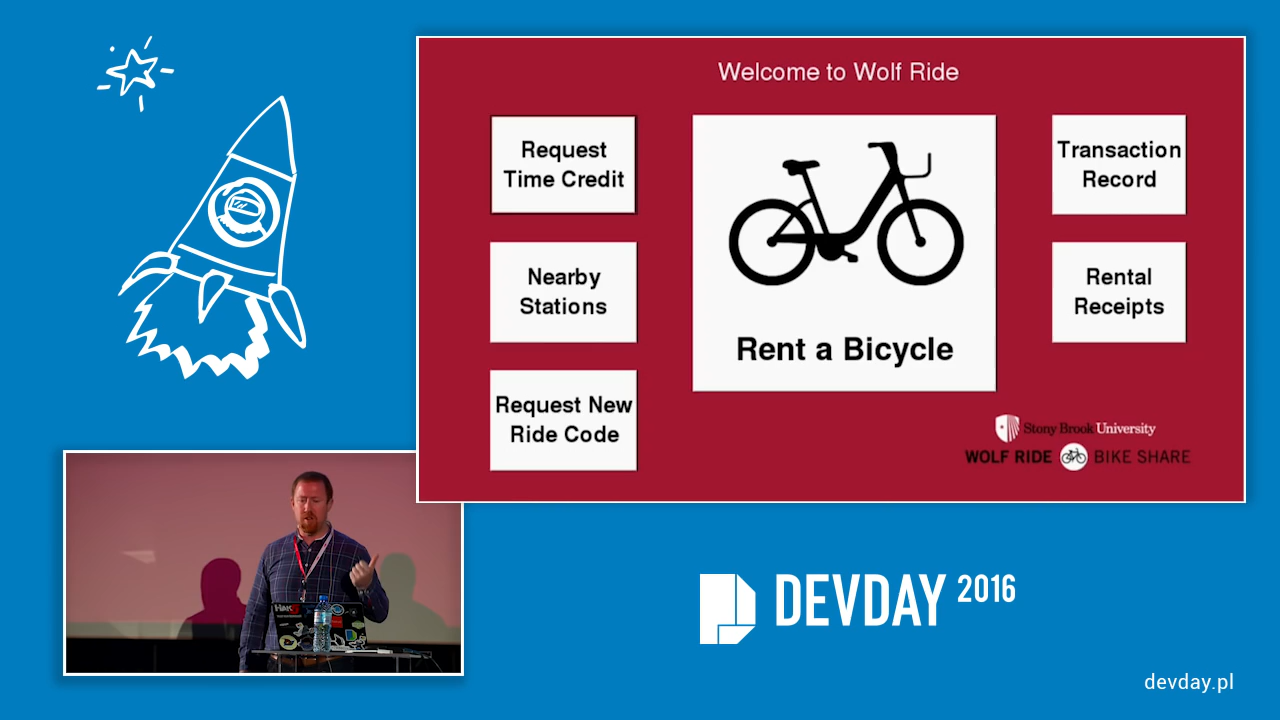 Welcome to Wolf Ride
Request
Time Credit
Nearby
Stations
Request New
Ride Code
Rent a Bicycle
Transaction
Record
Rental
Receipts
Stony Brook University
WOLF RIDE BIKE SHARE
DEVDAY 2016
devday.pl